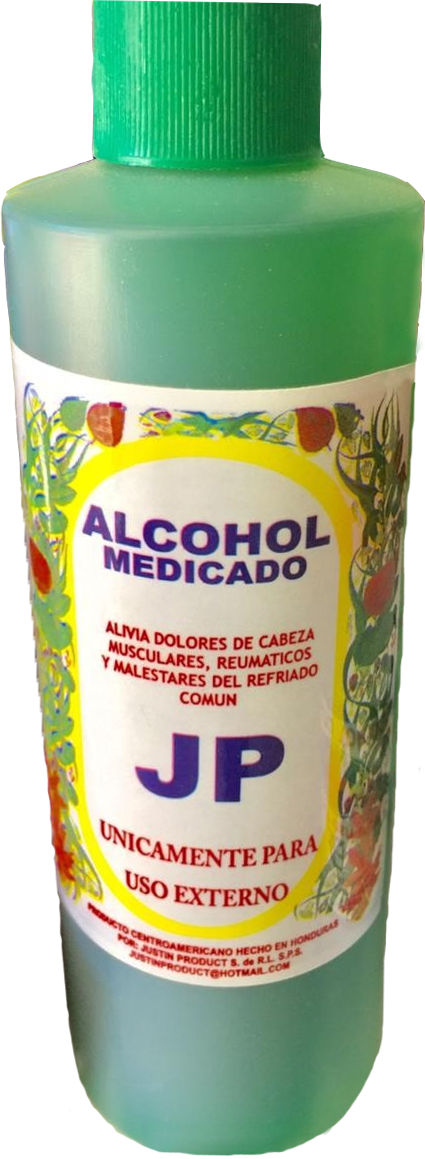 ALCOHOL
MEDICADO
ALIVIA DOLORES DE CABEZA
MUSCULARES, REUMATICOS
Y MALESTARES DEL REFRIADO
COMUN
JP
UNICAMENTE PARA
USO EXTERNO
PRODUCTO CENTROAMERICANO HECHO EN HONDURAS
POR: JUSTIN PRODUCT S. de R.L. S.P.S.
JUSTINPRODUCT@HOTMAIL.COM